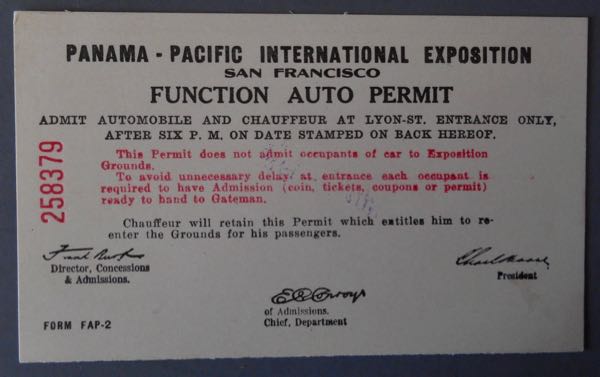 PANAMA - PACIFIC INTERNATIONAL EXPOSITION
SAN FRANCISCO
FUNCTION AUTO PERMIT
ADMIT AUTOMOBILE AND CHAUFFEUR AT LYON-ST. ENTRANCE ONLY,
AFTER SIX P. M. ON DATE STAMPED ON BACK HEREOF.
258379
This Permit does not admit occupants of car to Exposition
Grounds.
To avoid unnecessary delay at entrance each occupant is
required to have Admission (coin, tickets, coupons or permit)
ready to hand to Gateman.
Chauffeur will retain this Permit which entitles him to re-
enter the Grounds for his passengers.
Director, Concessions
& Admissions.
President
of Admissions.
Chief, Department
FORM FAP-2